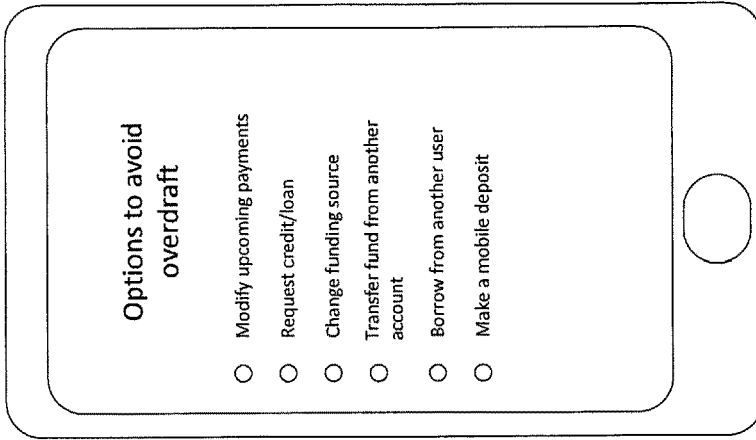 Options to avoid
overdraft
Modify upcoming payments
Request credit/loan
Change funding source
Transfer fund from another
account
Borrow from another user
Make a mobile deposit